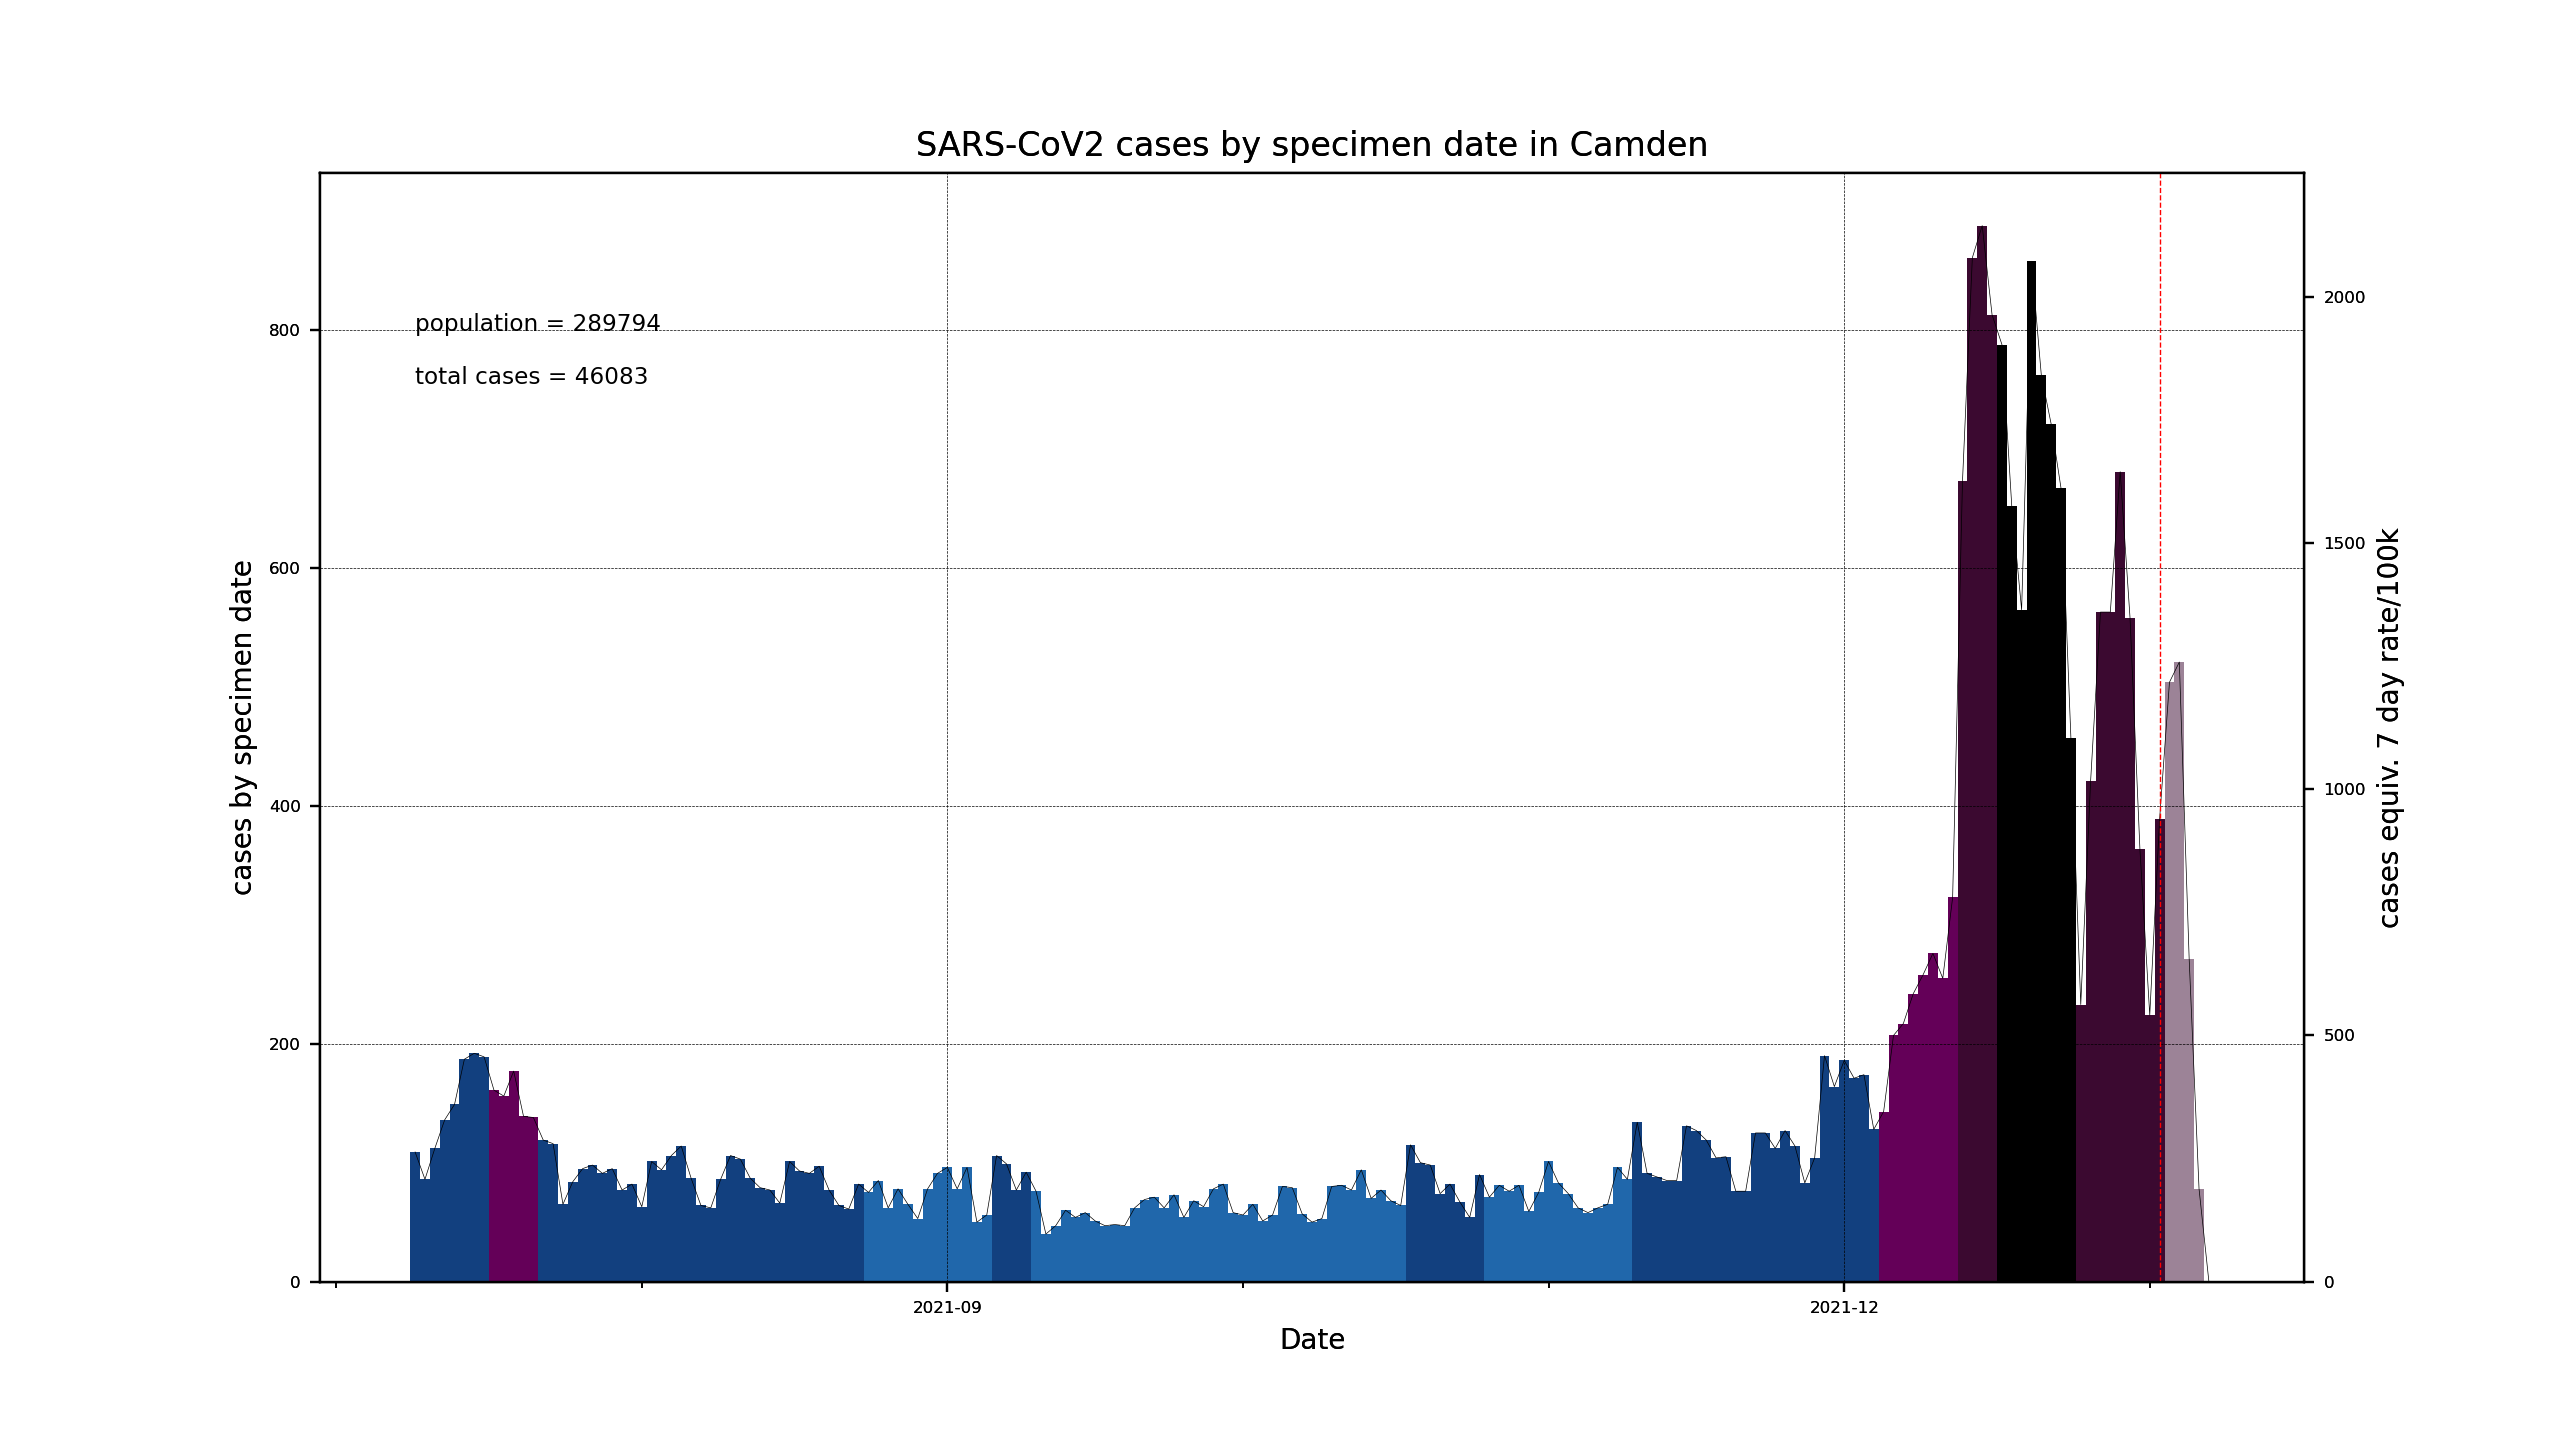 SARS-CoV2 cases by specimen date in Camden
population = 289794
total cases = 46083
cases by specimen date
800
600
400
200
0
2000
1500
1000
500
0
cases equiv. 7 day rate/100k
2021-09
2021-12
Date